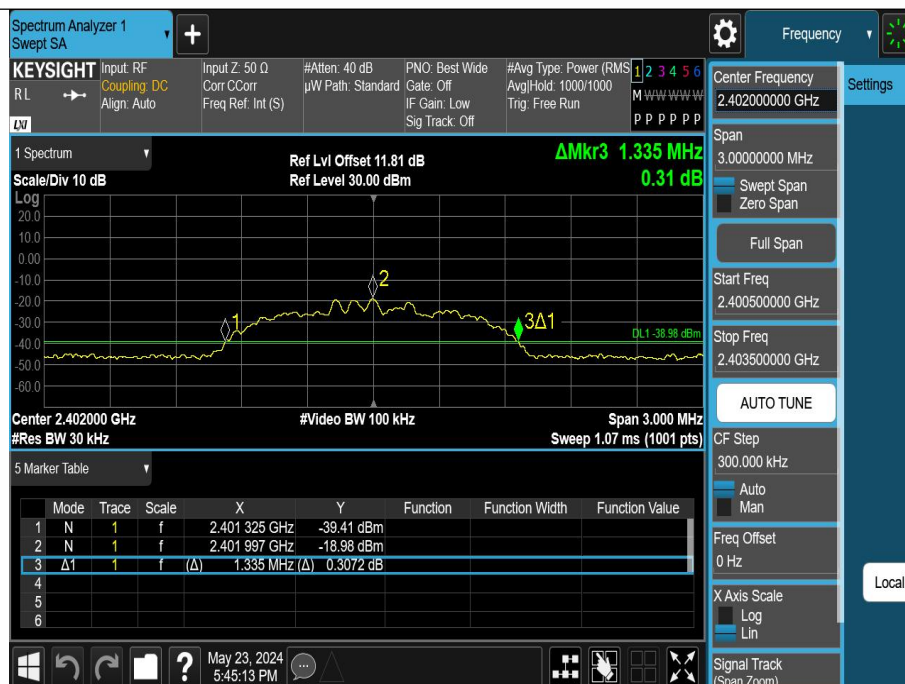 Spectrum Analyzer 1
Swept SA
Frequency
KEYSIGHT
RL
LXI
Input: RF
Coupling: DC
Align: Auto
Input Z: 50 Ω
Corr CCorr
Freq Ref: Int (S)
#Atten: 40 dB
µW Path: Standard
PNO: Best Wide
Gate: Off
IF Gain: Low
Sig Track: Off
#Avg Type: Power (RMS
Avg|Hold: 1000/1000
Trig: Free Run
1 2 3 4 5 6
M W W W W W
P P P P P P
1 Spectrum
Scale/Div 10 dB
Ref Lvl Offset 11.81 dB
Ref Level 30.00 dBm
ΔMkr3 1.335 MHz
0.31 dB
Log
20.0
10.0
0.00
-10.0
-20.0
-30.0
-40.0
-50.0
-60.0
1
2
3Δ1
DL1 -38.98 dBm
Center 2.402000 GHz
#Res BW 30 kHz
#Video BW 100 kHz
Span 3.000 MHz
Sweep 1.07 ms (1001 pts)
5 Marker Table
Mode Trace Scale X Y Function Function Width Function Value
1 N 1 f 2.401 325 GHz -39.41 dBm
2 N 1 f 2.401 997 GHz -18.98 dBm
3 Δ1 1 f (Δ) 1.335 MHz (Δ) 0.3072 dB
4
5
6
?
May 23, 2024
5:45:13 PM
Center Frequency
2.402000000 GHz
Span
3.00000000 MHz
Swept Span
Zero Span
Full Span
Start Freq
2.400500000 GHz
Stop Freq
2.403500000 GHz
AUTO TUNE
CF Step
300.000 kHz
Auto
Man
Freq Offset
0 Hz
X Axis Scale
Log
Lin
Signal Track
(Span Zoom)
Settings
Local